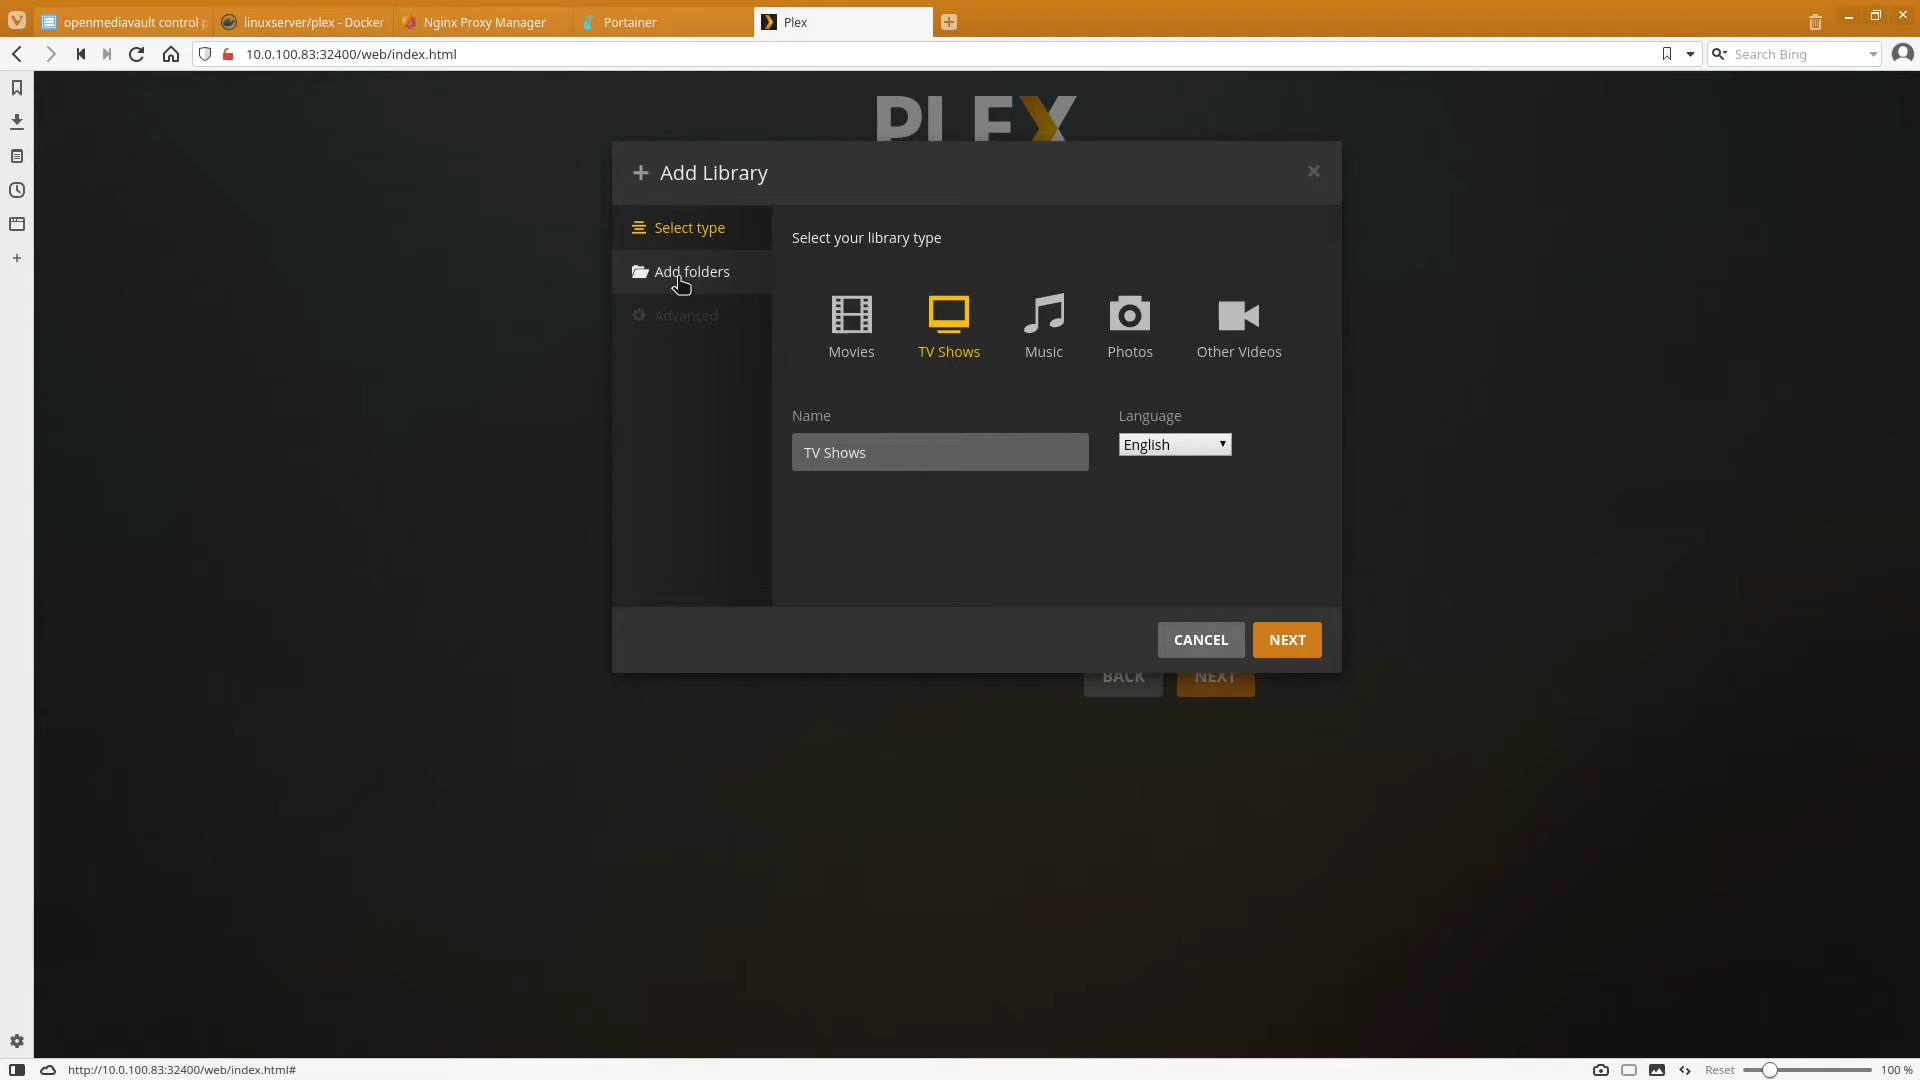 openmediavault control p
linuxserver/plex - Docker
Nginx Proxy Manager
Portainer
Plex
10.0.100.83:32400/web/index.html
Search Bing
PLEX
Add Library
Select type
Add folders
Advanced
Select your library type
Movies
TV Shows
Music
Photos
Other Videos
Name
Language
TV Shows
English
CANCEL
NEXT
BACK
NEXT
http://10.0.100.83:32400/web/index.html#
Reset
100 %